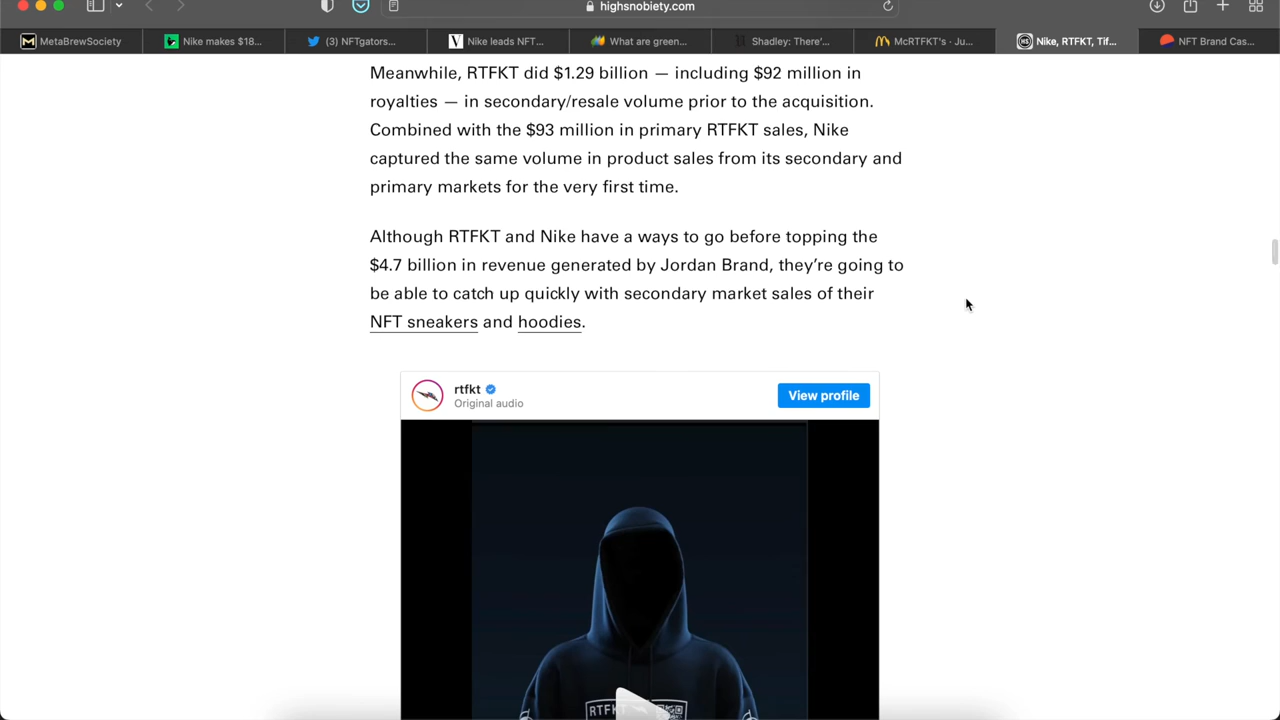 highsnobiety.com
MetaBrewSociety
Nike makes $18...
(3) NFTgators...
Nike leads NFT...
What are green...
Shadley: There'...
McRTFKT's · Ju...
Nike, RTFKT, Tif...
NFT Brand Cas...
Meanwhile, RTFKT did $1.29 billion — including $92 million in
royalties — in secondary/resale volume prior to the acquisition.
Combined with the $93 million in primary RTFKT sales, Nike
captured the same volume in product sales from its secondary and
primary markets for the very first time.
Although RTFKT and Nike have a ways to go before topping the
$4.7 billion in revenue generated by Jordan Brand, they’re going to
be able to catch up quickly with secondary market sales of their
NFT sneakers and hoodies.
rtfkt
Original audio
View profile
RTFKT